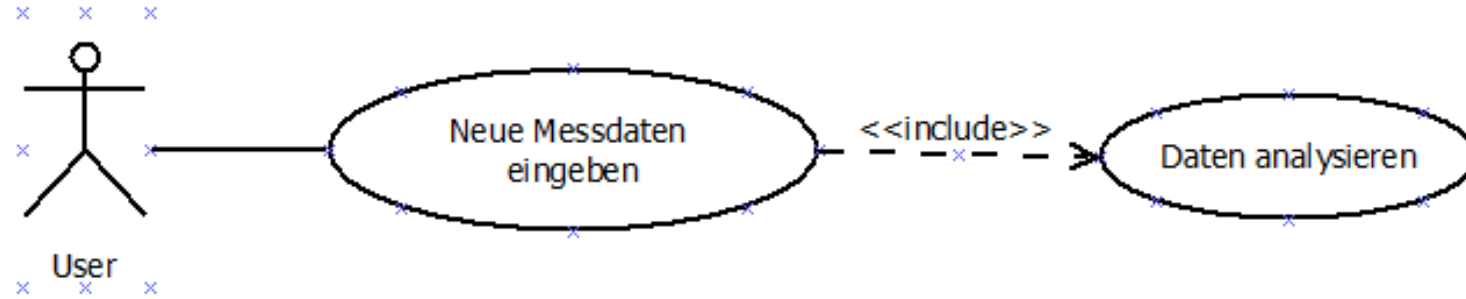 Neue Messdaten
eingeben
<<include>>
Daten analysieren
User